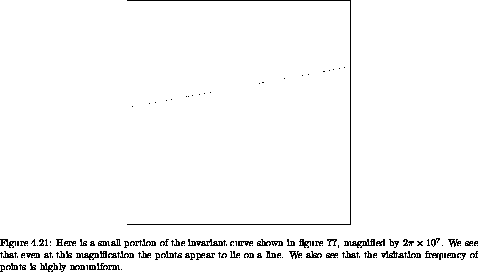 Figure 4.21: Here is a small portion of the invariant curve shown in figure ??, magnified by 2π × 10⁷. We see
that even at this magnification the points appear to lie on a line. We also see that the visitation frequency of
points is highly nonuniform.